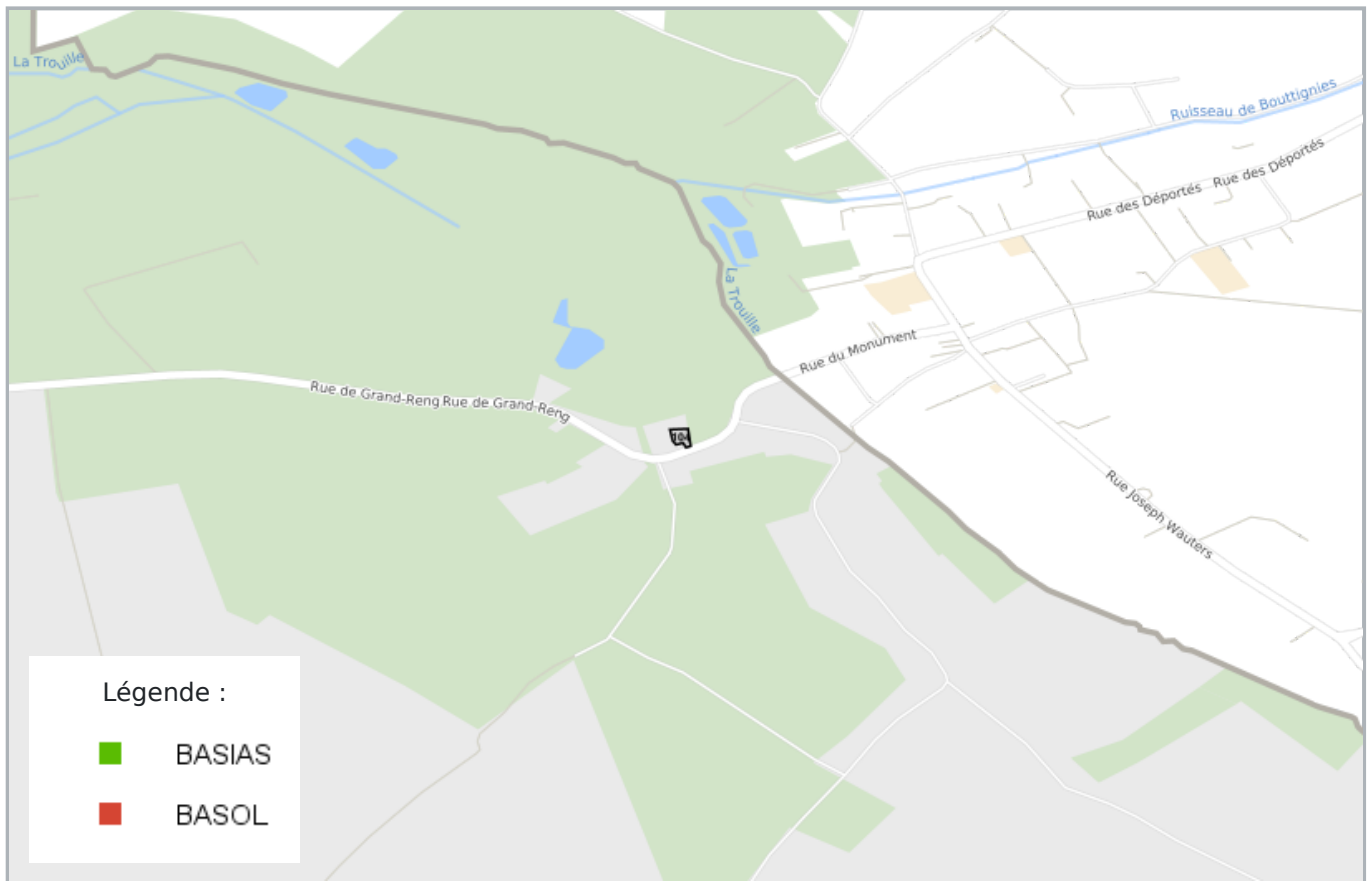 La Trouille
Ruisseau de Bouttignies
Rue des Déportés
Rue des Déportés
La Trouille
Rue du Monument
Rue de Grand-Reng
Rue de Grand-Reng
Rue Joseph Wauters
Légende :
BASIAS
BASOL